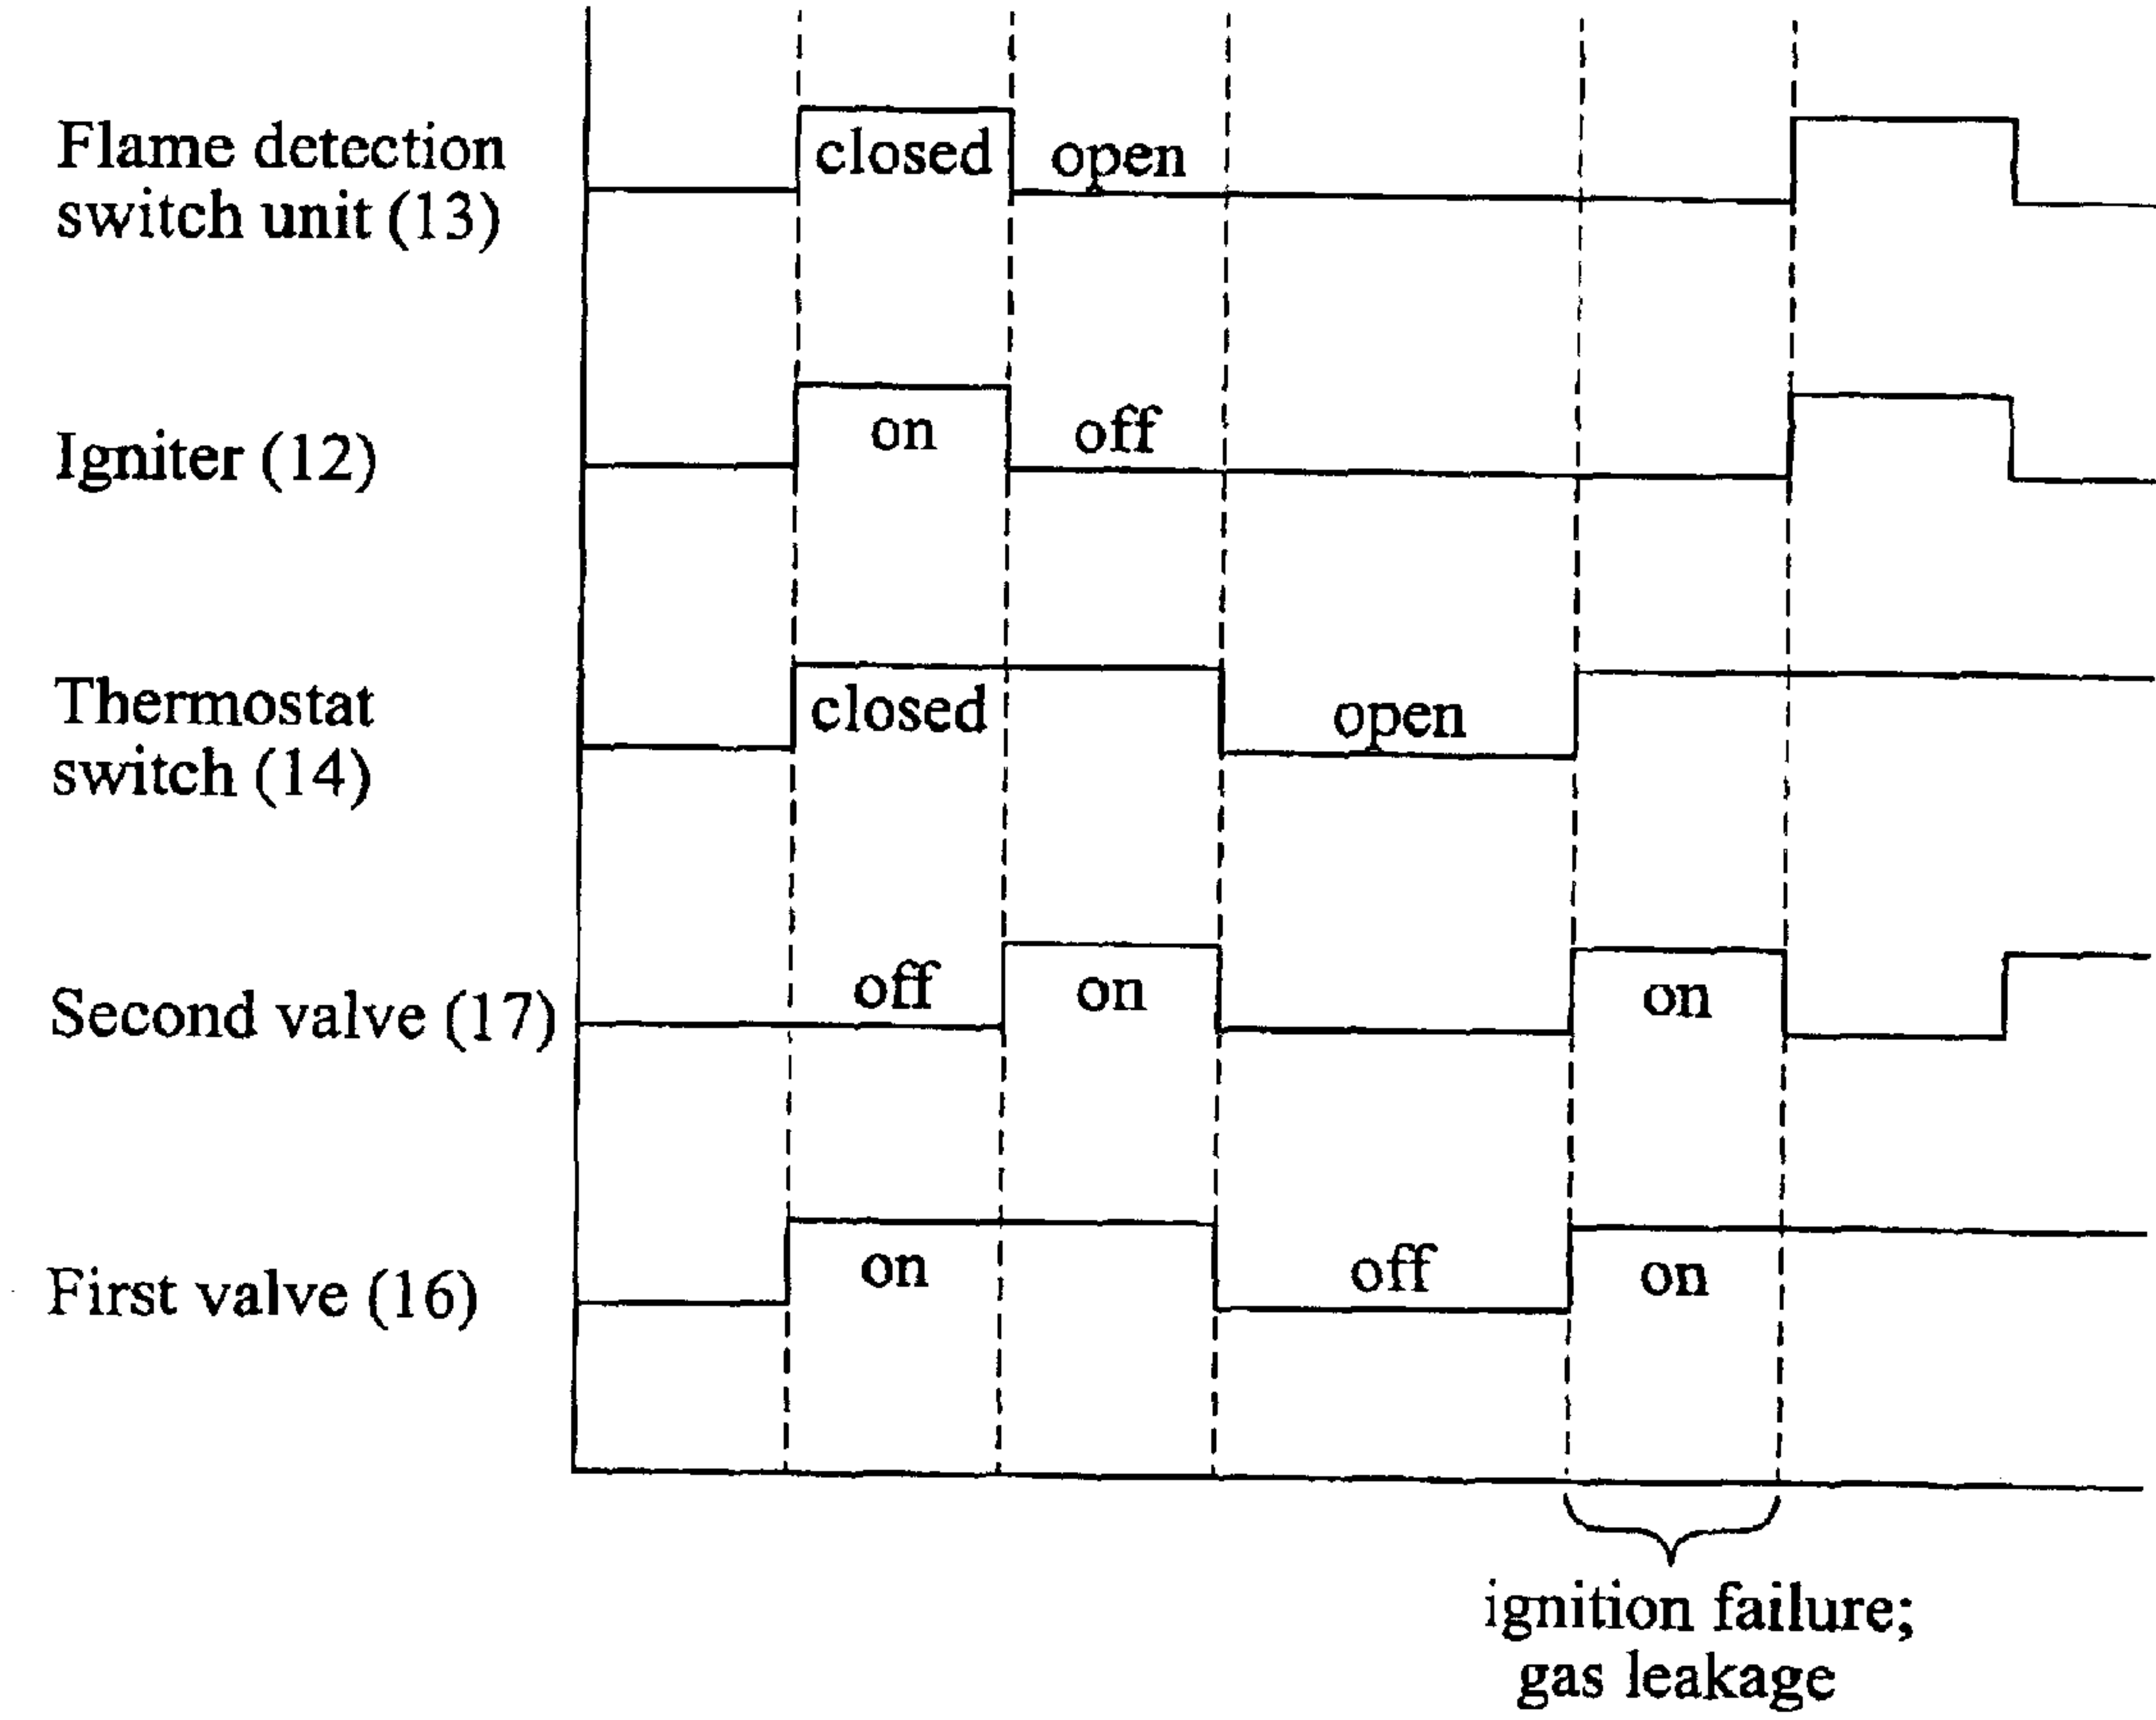 Flame detection
switch unit (13)
closed
open
Igniter (12)
on
off
Thermostat
switch (14)
closed
open
Second valve (17)
off
on
on
First valve (16)
on
off
on
ignition failure;
gas leakage